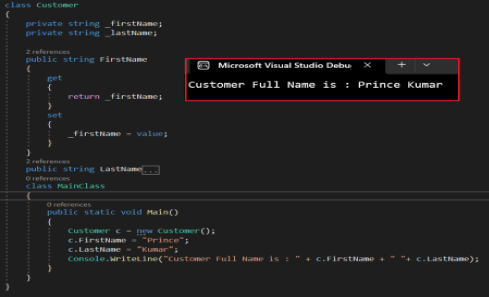 class Customer
{
private string _firstName;
private string _lastName;
2 references
public string FirstName
{
get
{
return _firstName;
}
set
{
_firstName = value;
}
}
2 references
public string LastName...
0 references
class MainClass
{
0 references
public static void Main()
{
Customer c = new Customer();
c.FirstName = "Prince";
c.LastName = "Kumar";
Console.WriteLine("Customer Full Name is : " + c.FirstName + " "+ c.LastName);
}
}
}
Microsoft Visual Studio Debu
Customer Full Name is : Prince Kumar